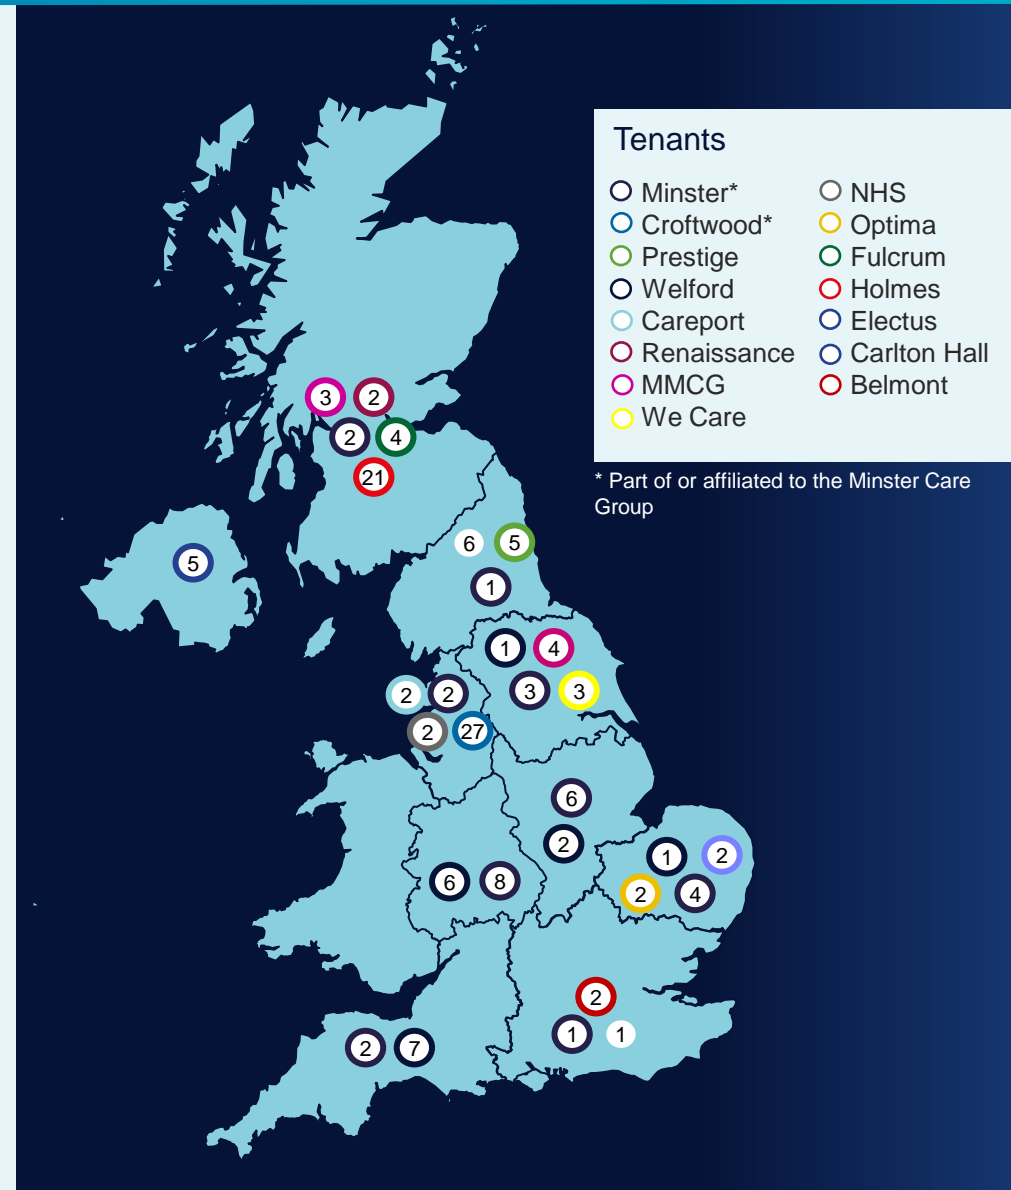 Tenants
Minster*
Croftwood*
Prestige
Welford
Careport
Renaissance
MMCG
We Care
NHS
Optima
Fulcrum
Holmes
Electus
Carlton Hall
Belmont
* Part of or affiliated to the Minster Care
Group
3 2
2 4
21
6 5
5
1
1 4
2 2 3 3
2 27
6
2
1 2
6 8 2 4
2
1 1
2 7